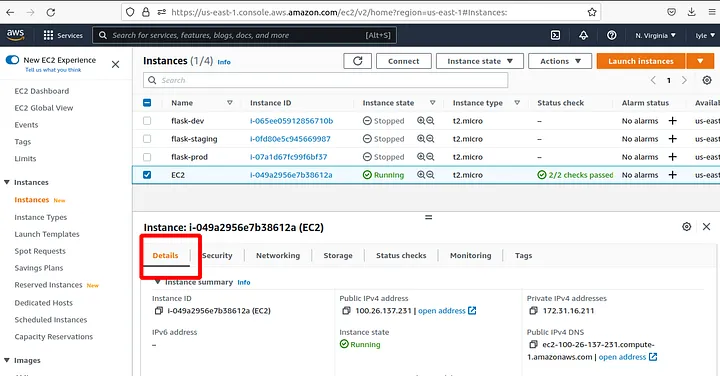 https://us-east-1.console.aws.amazon.com/ec2/v2/home?region=us-east-1#Instances:
aws Services Search for services, features, blogs, docs, and more [Alt+S] N. Virginia lyle
New EC2 Experience
Tell us what you think
EC2 Dashboard
EC2 Global View
Events
Tags
Limits
Instances
Instances New
Instance Types
Launch Templates
Spot Requests
Savings Plans
Reserved Instances New
Dedicated Hosts
Scheduled Instances
Capacity Reservations
Images
Instances (1/4) Info
Connect Instance state Actions Launch instances
Search
1
Name Instance ID Instance state Instance type Status check Alarm status Availa
flask-dev i-065ee05912856710b Stopped t2.micro – No alarms + us-east
flask-staging i-0fd80e5c945669987 Stopped t2.micro – No alarms + us-east
flask-prod i-07a1d67fc99f6bf37 Stopped t2.micro – No alarms + us-east
EC2 i-049a2956e7b38612a Running t2.micro 2/2 checks passed No alarms + us-east
Instance: i-049a2956e7b38612a (EC2)
Details Security Networking Storage Status checks Monitoring Tags
Instance summary Info
Instance ID
i-049a2956e7b38612a (EC2)
IPv6 address
–
Public IPv4 address
100.26.137.231 | open address
Instance state
Running
Private IPv4 addresses
172.31.16.211
Public IPv4 DNS
ec2-100-26-137-231.compute-
1.amazonaws.com | open address